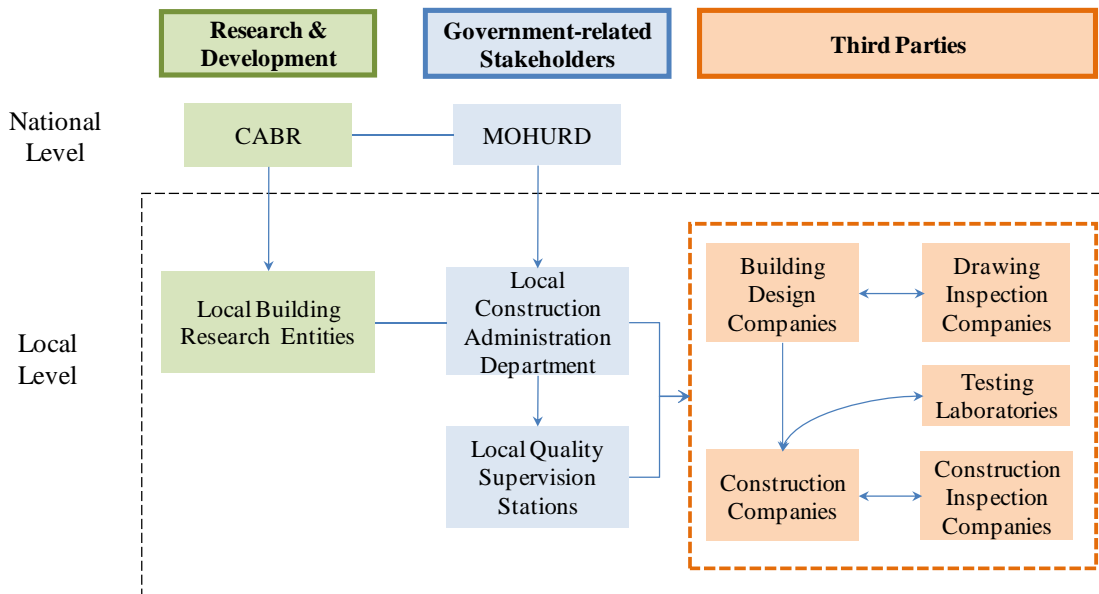 Research &
Development
Government-related
Stakeholders
Third Parties
National
Level
CABR
MOHURD
Local
Level
Local Building
Research Entities
Local
Construction
Administration
Department
Local Quality
Supervision
Stations
Building
Design
Companies
Drawing
Inspection
Companies
Testing
Laboratories
Construction
Companies
Construction
Inspection
Companies